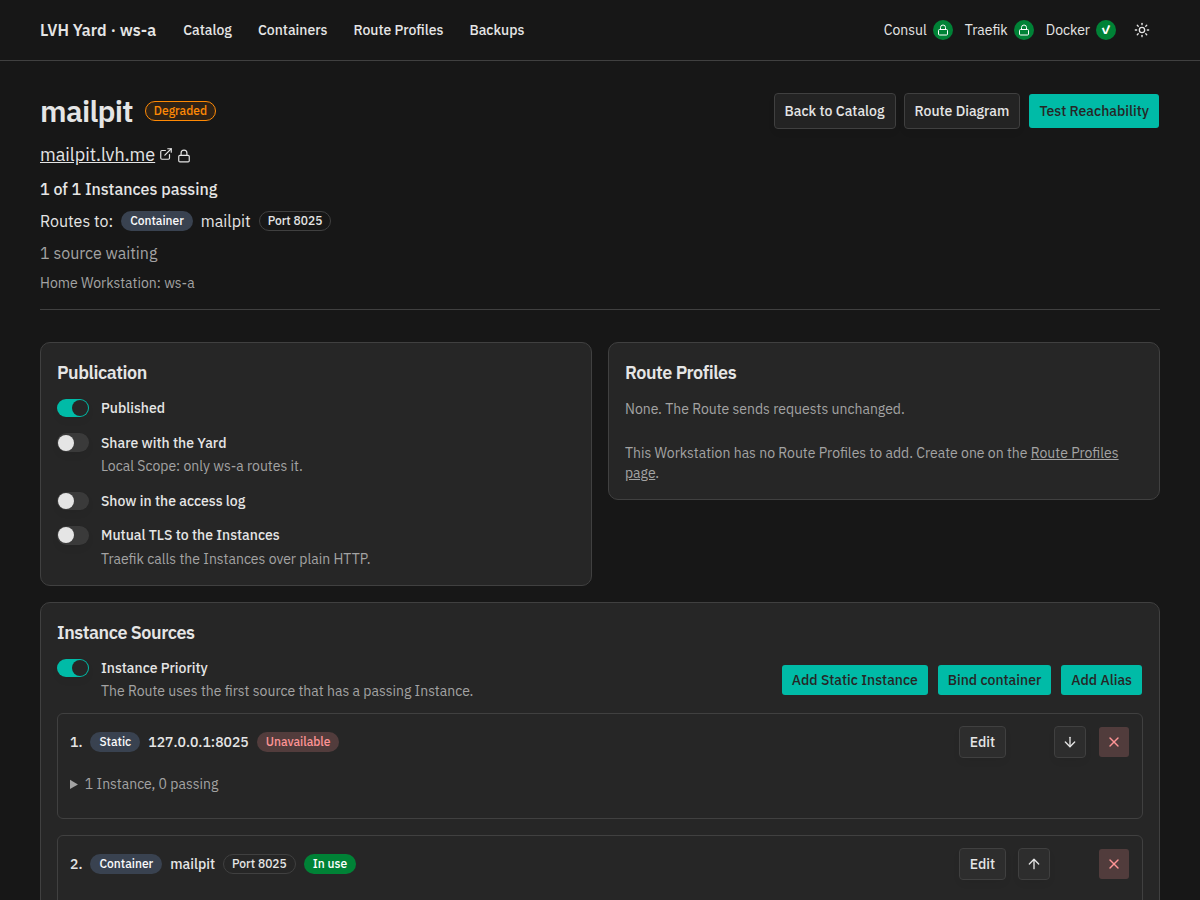 LVH Yard · ws-a Catalog Containers Route Profiles Backups Consul Traefik Docker
mailpit Degraded Back to Catalog Route Diagram Test Reachability
mailpit.lvh.me
1 of 1 Instances passing
Routes to: Container mailpit Port 8025
1 source waiting
Home Workstation: ws-a
Publication
Published
Share with the Yard
Local Scope: only ws-a routes it.
Show in the access log
Mutual TLS to the Instances
Traefik calls the Instances over plain HTTP.
Route Profiles
None. The Route sends requests unchanged.
This Workstation has no Route Profiles to add. Create one on the Route Profiles
page.
Instance Sources
Instance Priority
The Route uses the first source that has a passing Instance.
Add Static Instance Bind container Add Alias
1. Static 127.0.0.1:8025 Unavailable Edit
1 Instance, 0 passing
2. Container mailpit Port 8025 In use Edit